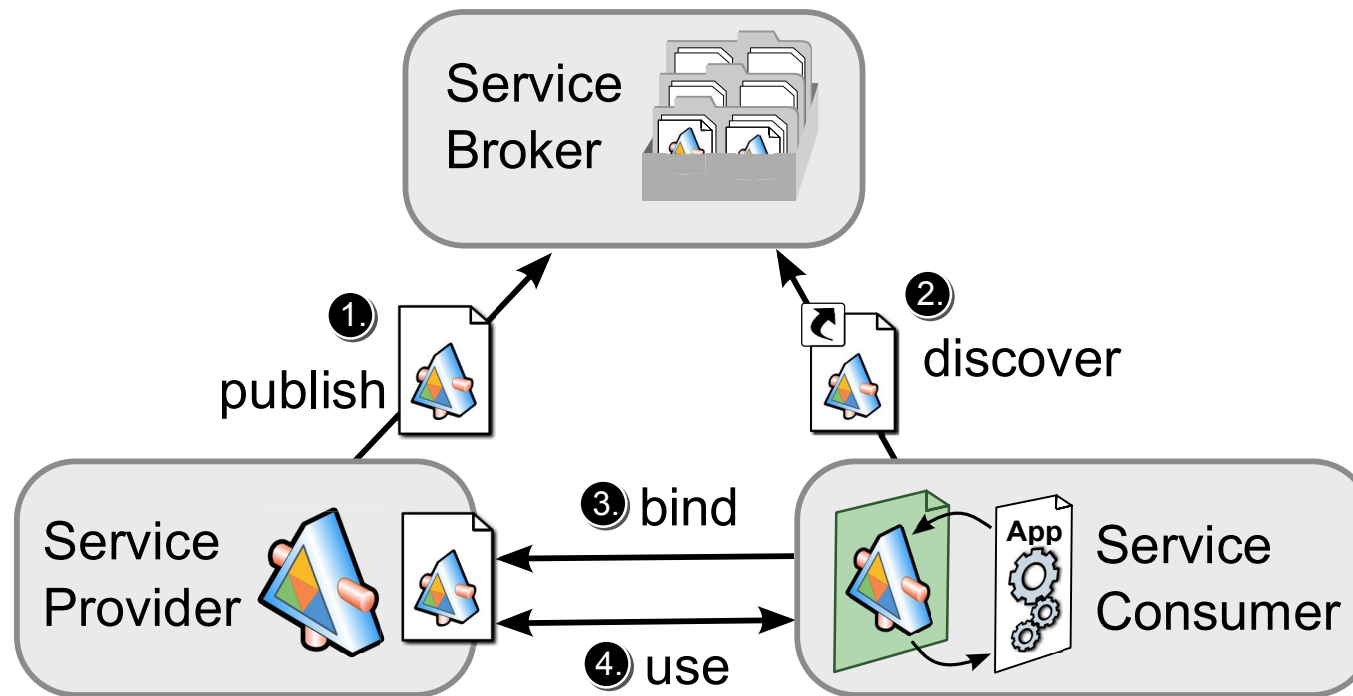 Service
Broker
1.
publish
2.
discover
Service
Provider
3. bind
4. use
App
Service
Consumer